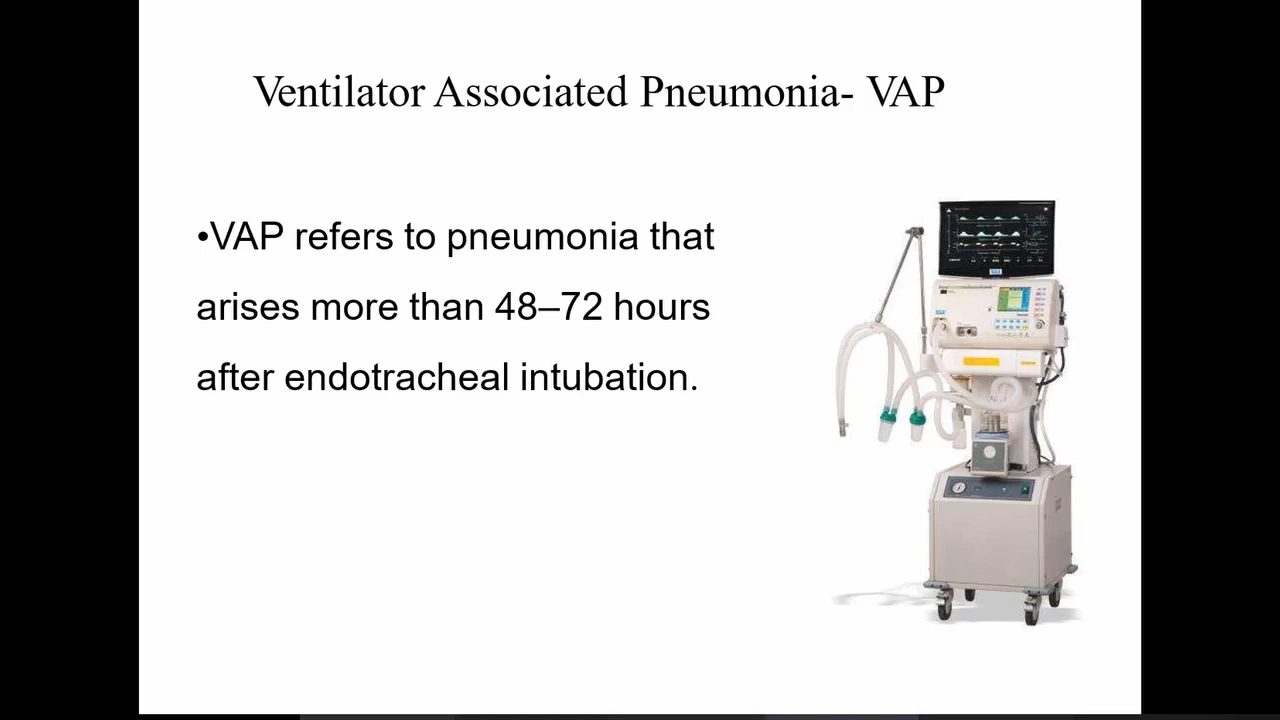 Ventilator Associated Pneumonia- VAP
•VAP refers to pneumonia that
arises more than 48–72 hours
after endotracheal intubation.